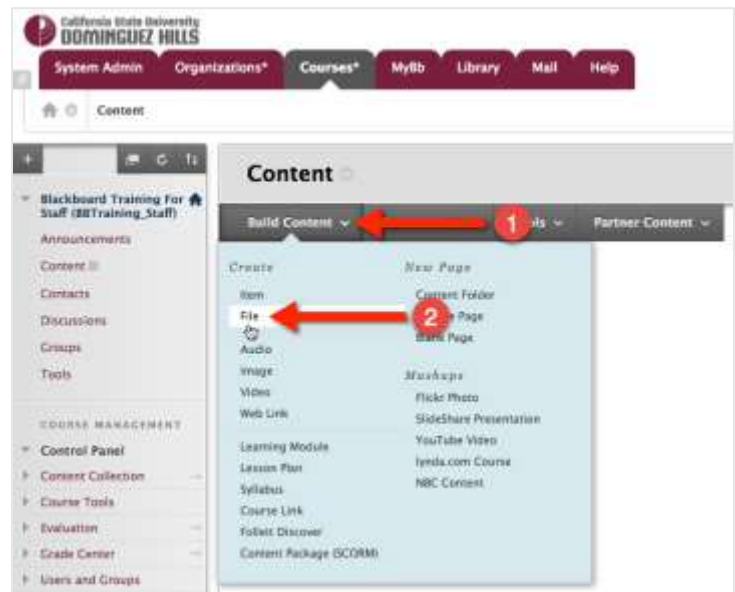 California State University
DOMINGUEZ HILLS
System Admin Organizations* Courses* MyBb Library Mail Help
Content
Blackboard Training For
Staff (BBTraining_Staff)
Announcements
Content
Contacts
Discussions
Groups
Tools
COURSE MANAGEMENT
Control Panel
Content Collection
Course Tools
Evaluation
Grade Center
Users and Groups
Content
Build Content 1 Partner Content
Create
Item
File 2
Audio
Image
Video
Web Link
Learning Module
Lesson Plan
Syllabus
Course Link
Follett Discover
Content Package (SCORM)
New Page
Content Folder
Page
Blank Page
Mashups
Flickr Photo
SlideShare Presentation
YouTube Video
lynda.com Course
NBC Content